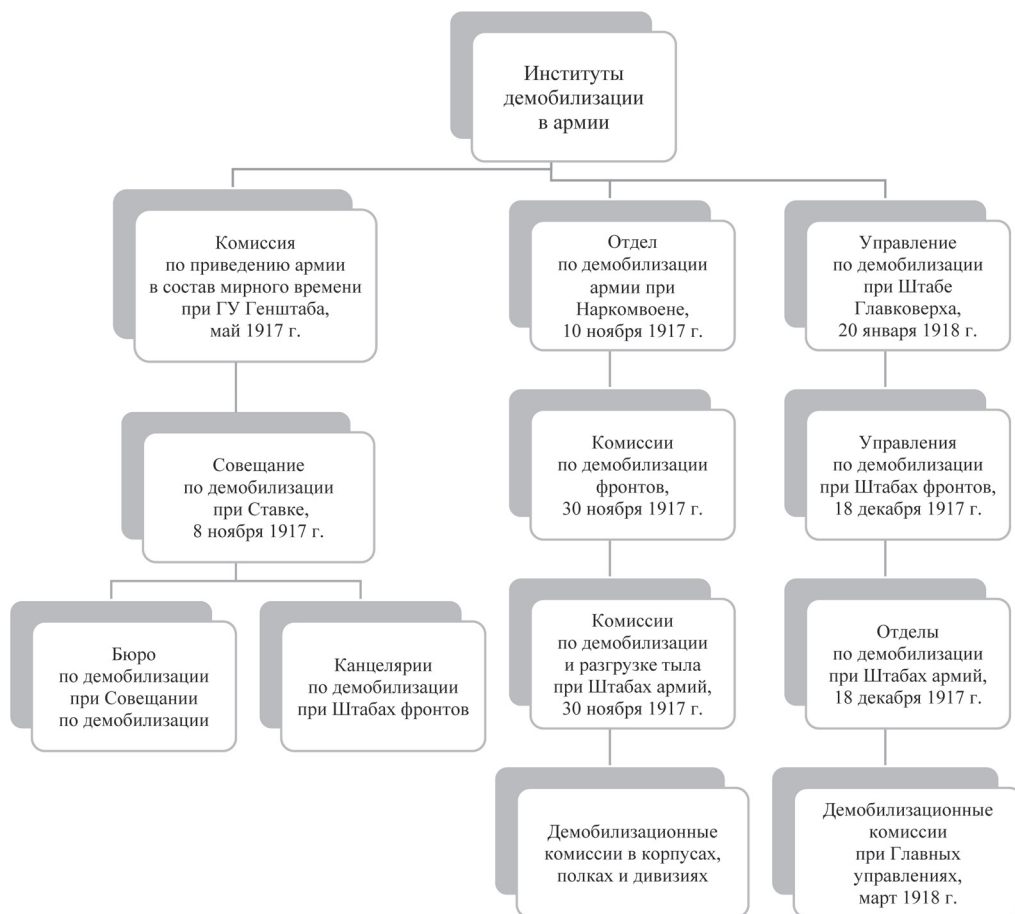 Институты
демобилизации
в армии
Комиссия
по приведению армии
в состав мирного времени
при ГУ Генштаба,
май 1917 г.
Отдел
по демобилизации
армии при
Наркомвоене,
10 ноября 1917 г.
Управление
по демобилизации
при Штабе
Главковерха,
20 января 1918 г.
Совещание
по демобилизации
при Ставке,
8 ноября 1917 г.
Комиссии
по демобилизации
фронтов,
30 ноября 1917 г.
Управления
по демобилизации
при Штабах фронтов,
18 декабря 1917 г.
Бюро
по демобилизации
при Совещании
по демобилизации
Канцелярии
по демобилизации
при Штабах фронтов
Комиссии
по демобилизации
и разгрузке тыла
при Штабах армий,
30 ноября 1917 г.
Отделы
по демобилизации
при Штабах армий,
18 декабря 1917 г.
Демобилизационные
комиссии в корпусах,
полках и дивизиях
Демобилизационные
комиссии
при Главных
управлениях,
март 1918 г.